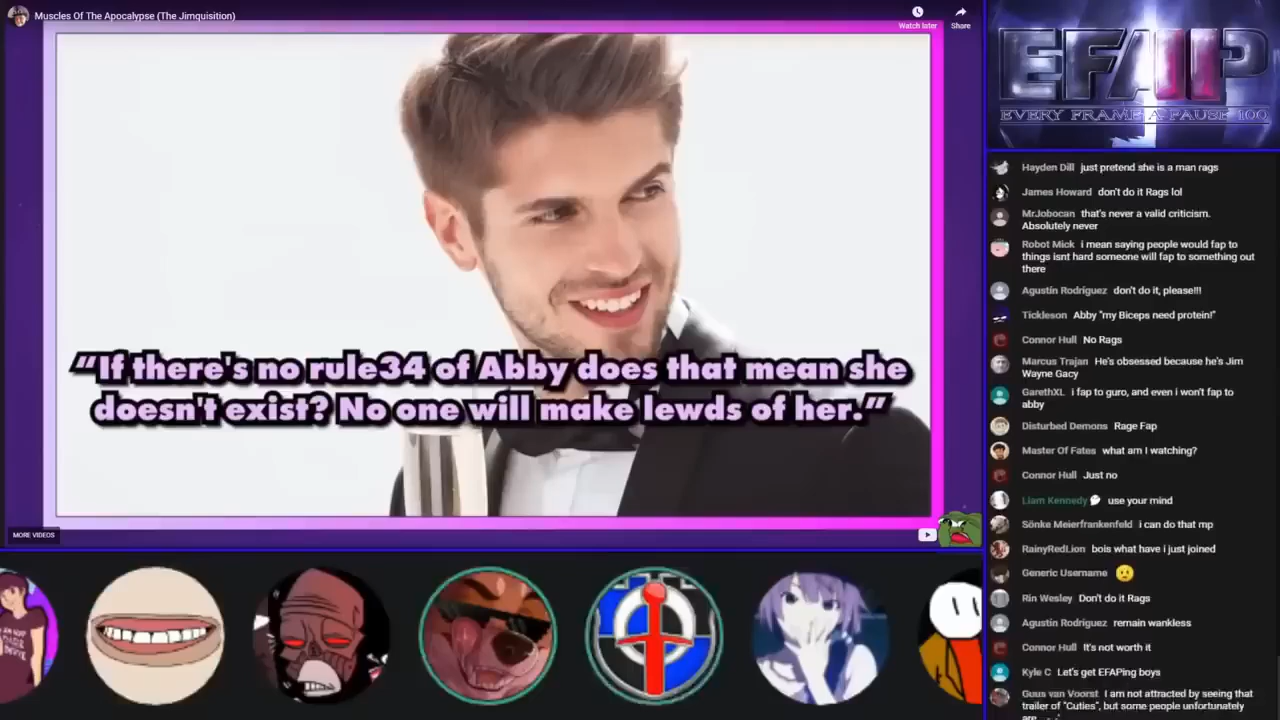 Muscles Of The Apocalypse (The Jimquisition)
Watch later
Share
“If there's no rule34 of Abby does that mean she
doesn't exist? No one will make lewds of her.”
MORE VIDEOS
EFAP
EVERY FRAME A PAUSE 100
Hayden Dill just pretend she is a man rags
James Howard don't do it Rags lol
MrJobocan that's never a valid criticism.
Absolutely never
Robot Mick i mean saying people would fap to
things isnt hard someone will fap to something out
there
Agustín Rodríguez don't do it, please!!!
Tickleson Abby "my Biceps need protein!"
Connor Hull No Rags
Marcus Trajan He's obsessed because he's Jim
Wayne Gacy
GarethXL i fap to guro, and even i won't fap to
abby
Disturbed Demons Rage Fap
Master Of Fates what am I watching?
Connor Hull Just no
Liam Kennedy use your mind
Sönke Meierfrankenfeld i can do that mp
RainyRedLion bois what have i just joined
Generic Username
Rin Wesley Don't do it Rags
Agustín Rodríguez remain wankless
Connor Hull It's not worth it
Kyle C Let's get EFAPing boys
Guus van Voorst I am not attracted by seeing that
trailer of "Cuties", but some people unfortunately
are